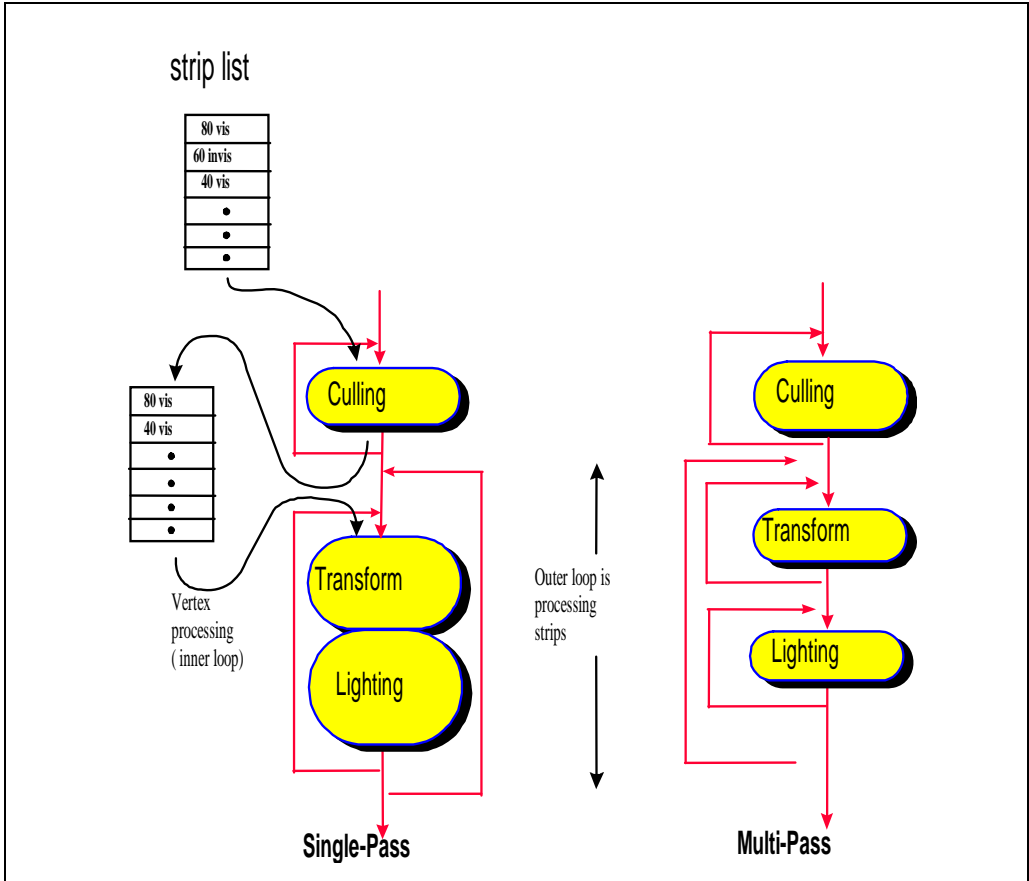 strip list
80 vis
60 invis
40 vis
Culling
80 vis
40 vis
Transform
Vertex
processing
( inner loop)
Lighting
Outer loop is
processing
strips
Culling
Transform
Lighting
Single-Pass
Multi-Pass